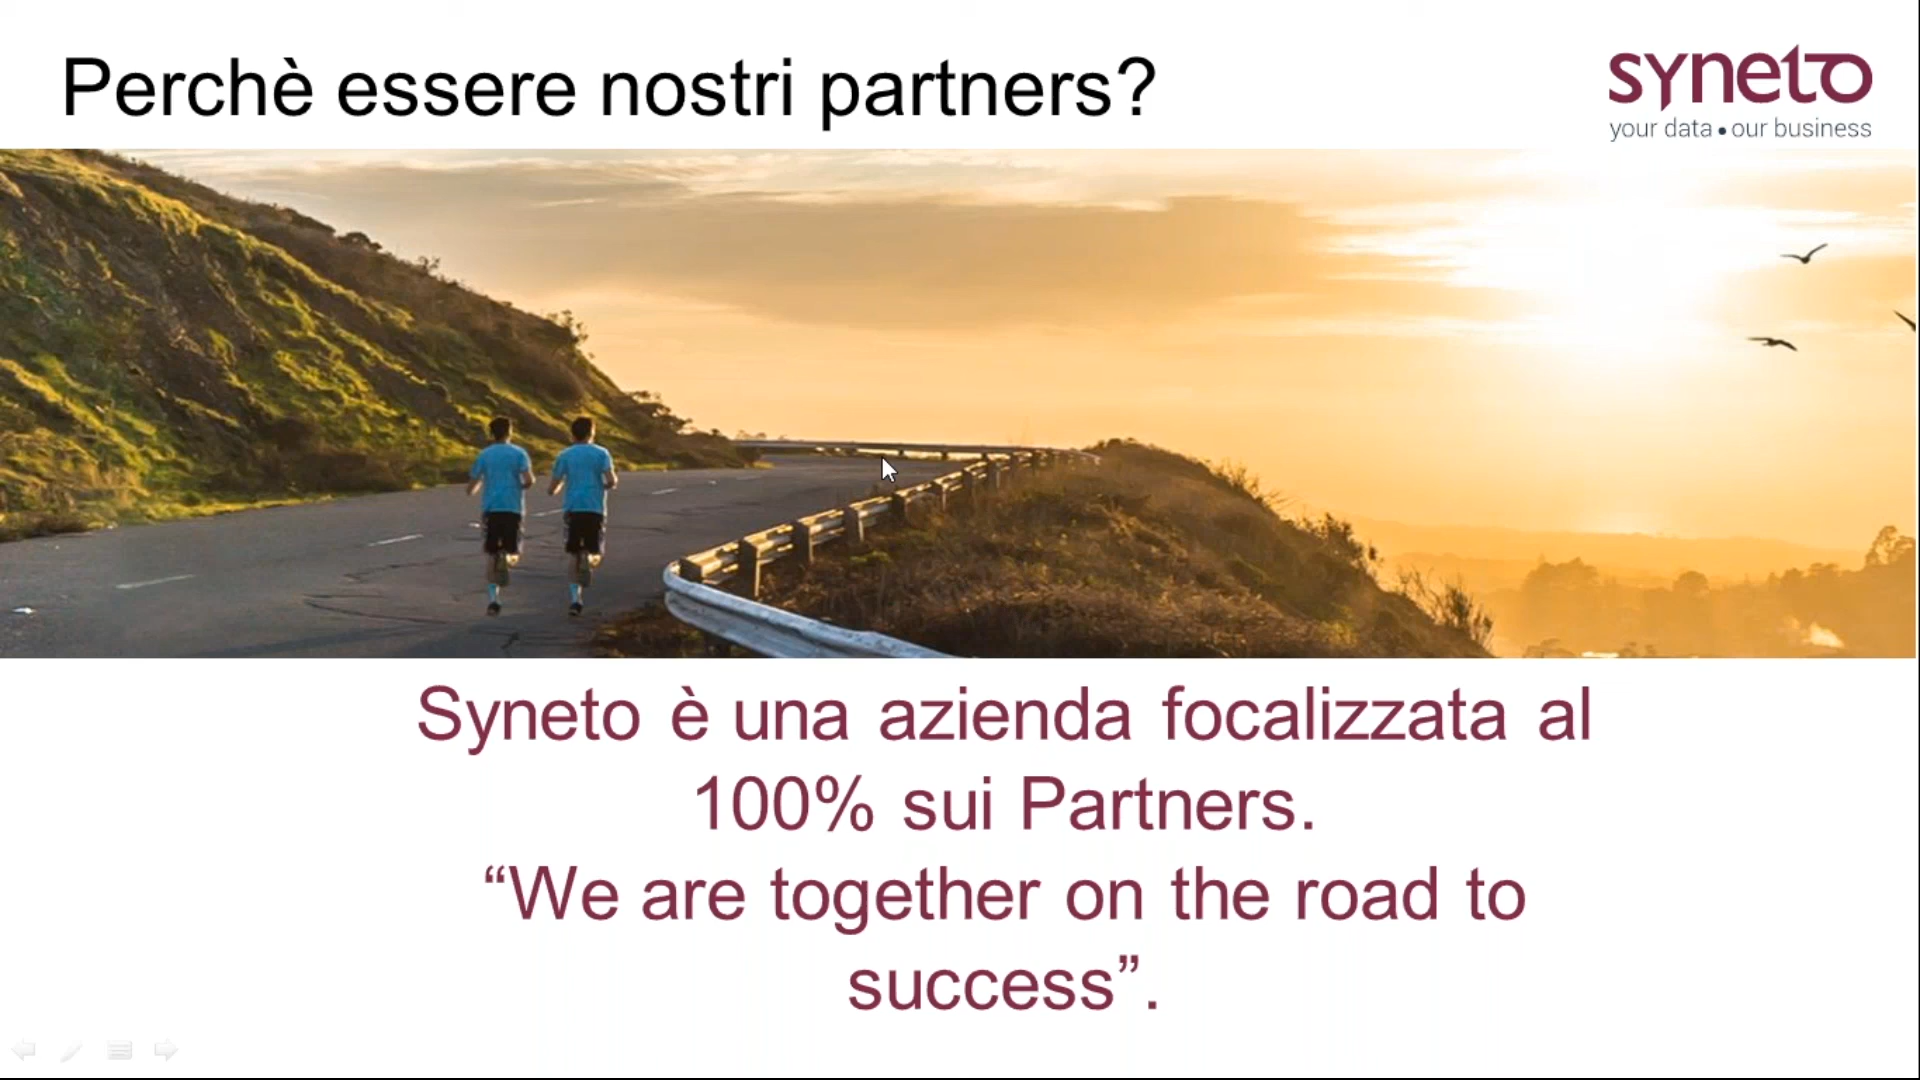 Perchè essere nostri partners?
syneto
your data • our business
Syneto è una azienda focalizzata al
100% sui Partners.
“We are together on the road to
success”.